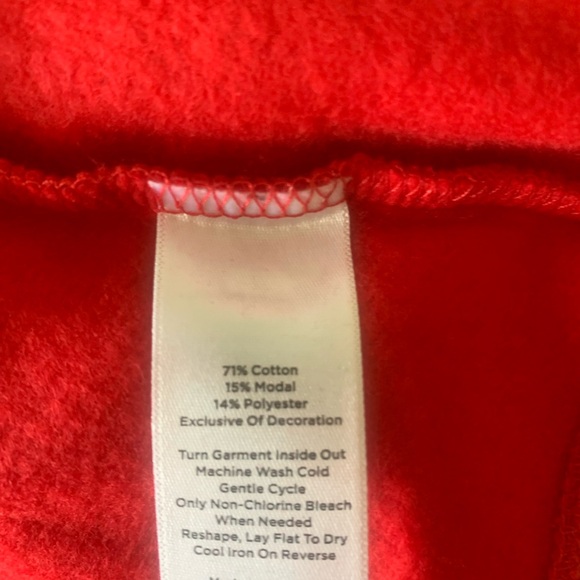 71% Cotton
15% Modal
14% Polyester
Exclusive Of Decoration
Turn Garment Inside Out
Machine Wash Cold
Gentle Cycle
Only Non-Chlorine Bleach
When Needed
Reshape, Lay Flat To Dry
Cool Iron On Reverse